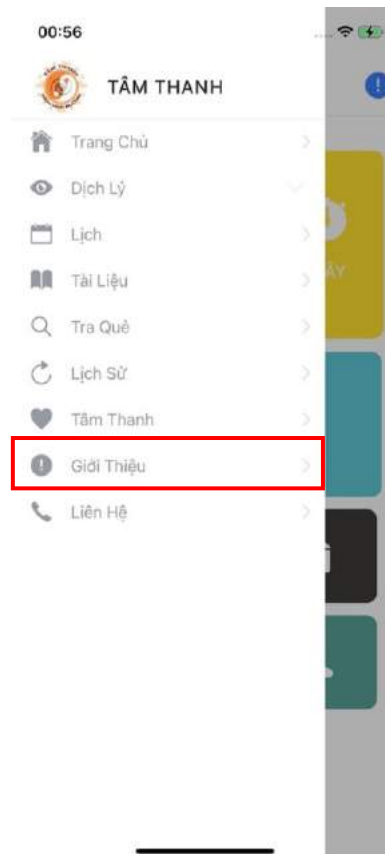 00:56
TÂM THANH
Trang Chủ
Dịch Lý
Lịch
Tài Liệu
Tra Quẻ
Lịch Sử
Tâm Thanh
Giới Thiệu
Liên Hệ